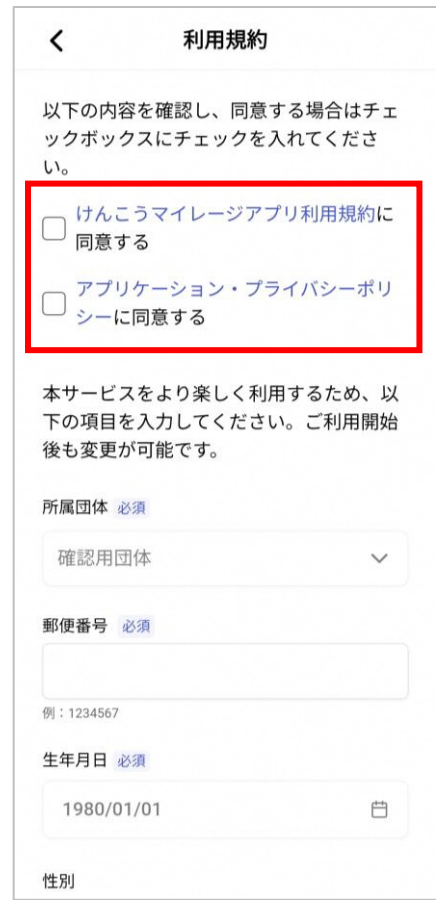 利用規約
以下の内容を確認し、同意する場合はチェ
ックボックスにチェックを入れてくださ
い。
けんこうマイレージアプリ利用規約に
同意する
アプリケーション・プライバシーポリ
シーに同意する
本サービスをより楽しく利用するため、以
下の項目を入力してください。ご利用開始
後も変更が可能です。
所属団体 必須
確認用団体
郵便番号 必須
例：1234567
生年月日 必須
1980/01/01
性別